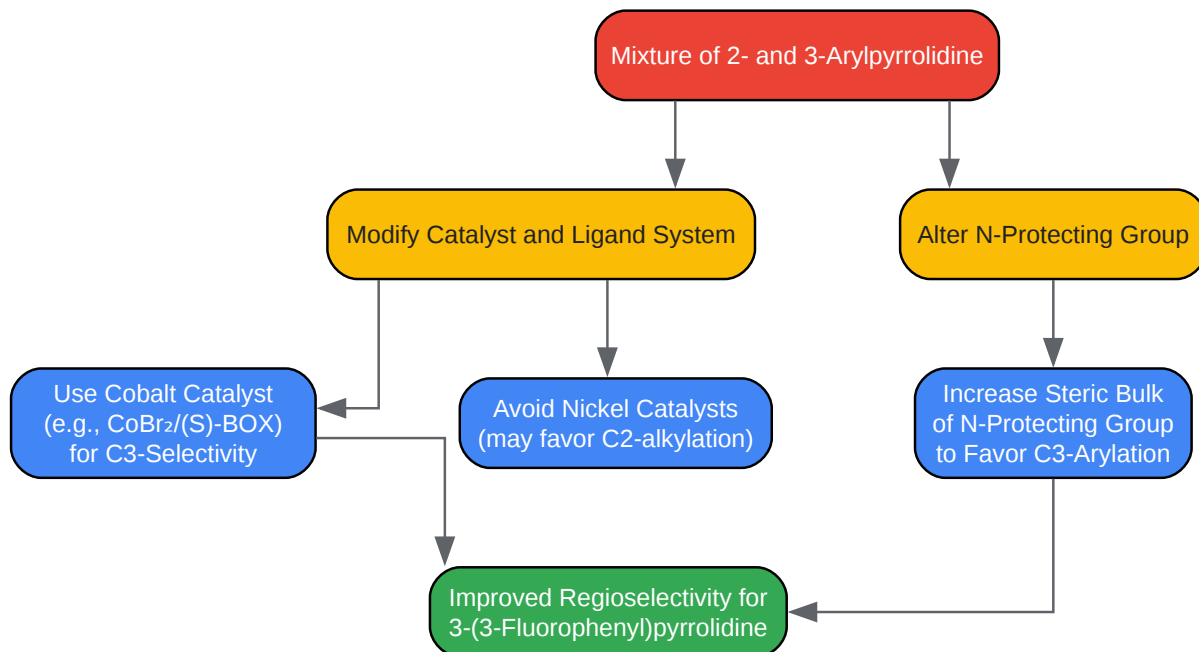 Mixture of 2- and 3-Arylpyrrolidine
Modify Catalyst and Ligand System
Alter N-Protecting Group
Use Cobalt Catalyst
(e.g., CoBr₂/(S)-BOX)
for C3-Selectivity
Avoid Nickel Catalysts
(may favor C2-alkylation)
Increase Steric Bulk
of N-Protecting Group
to Favor C3-Arylation
Improved Regioselectivity for
3-(3-Fluorophenyl)pyrrolidine